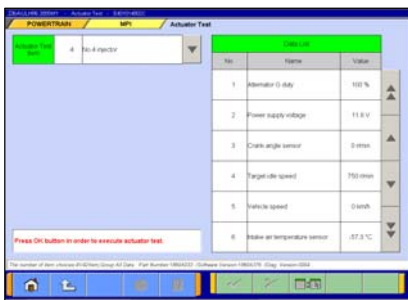 POWERTRAIN / MPI / Actuator Test
Actuator Test Item
4 No.4 injector
Data List
No. Name Value
1 Alternator G duty 100 %
2 Power supply voltage 11.8 V
3 Crank angle sensor 0 r/min
4 Target idle speed 750 r/min
5 Vehicle speed 0 km/h
6 Intake air temperature sensor -57.3 °C
Press OK button in order to execute actuator test.